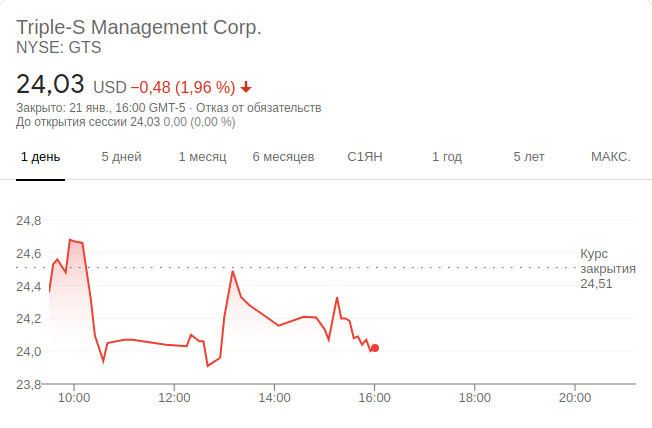 Triple-S Management Corp.
NYSE: GTS
24,03 USD −0,48 (1,96 %)
Закрыто: 21 янв., 16:00 GMT-5 · Отказ от обязательств
До открытия сессии 24,03 0,00 (0,00 %)
1 день 5 дней 1 месяц 6 месяцев С1ЯН 1 год 5 лет МАКС.
24,8
24,6
24,4
24,2
24,0
23,8
Курс
закрытия
24,51
10:00 12:00 14:00 16:00 18:00 20:00